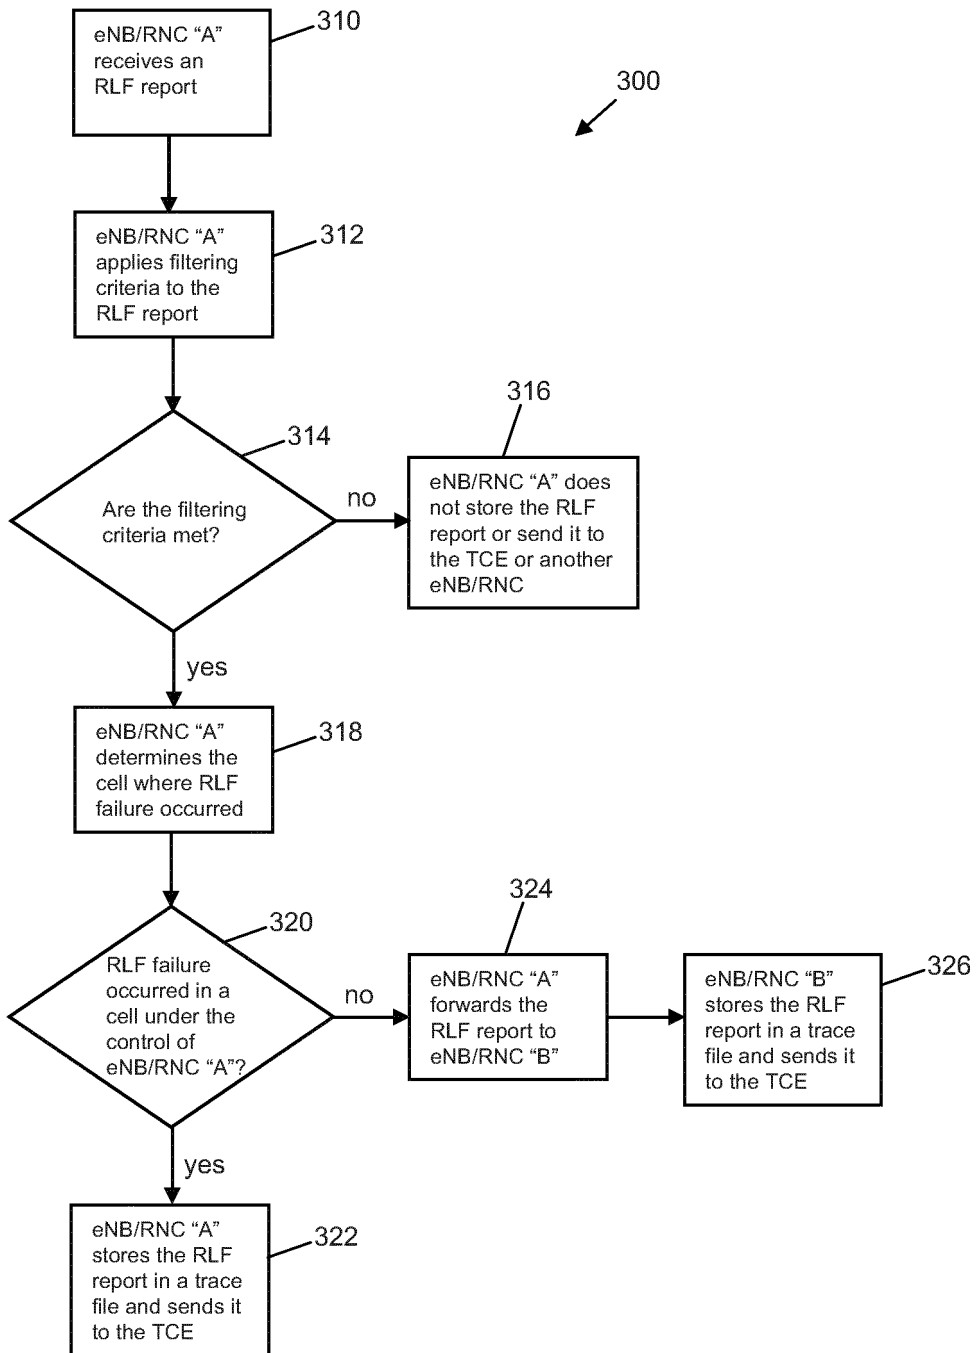 eNB/RNC “A”
receives an
RLF report
310
300
eNB/RNC “A”
applies filtering
criteria to the
RLF report
312
314
Are the filtering
criteria met?
no
316
eNB/RNC “A” does
not store the RLF
report or send it to
the TCE or another
eNB/RNC
yes
eNB/RNC “A”
determines the
cell where RLF
failure occurred
318
320
RLF failure
occurred in a
cell under the
control of
eNB/RNC “A”?
no
324
eNB/RNC “A”
forwards the
RLF report to
eNB/RNC “B”
326
eNB/RNC “B”
stores the RLF
report in a trace
file and sends it
to the TCE
yes
eNB/RNC “A”
stores the RLF
report in a trace
file and sends it
to the TCE
322